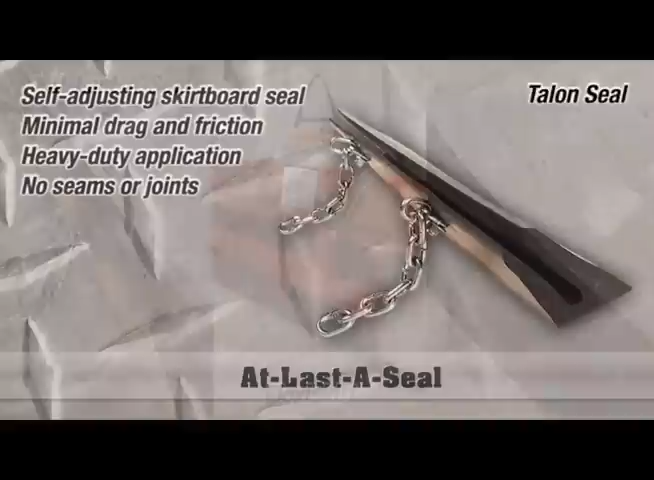 Self-adjusting skirtboard seal
Minimal drag and friction
Heavy-duty application
No seams or joints
Talon Seal
At-Last-A-Seal